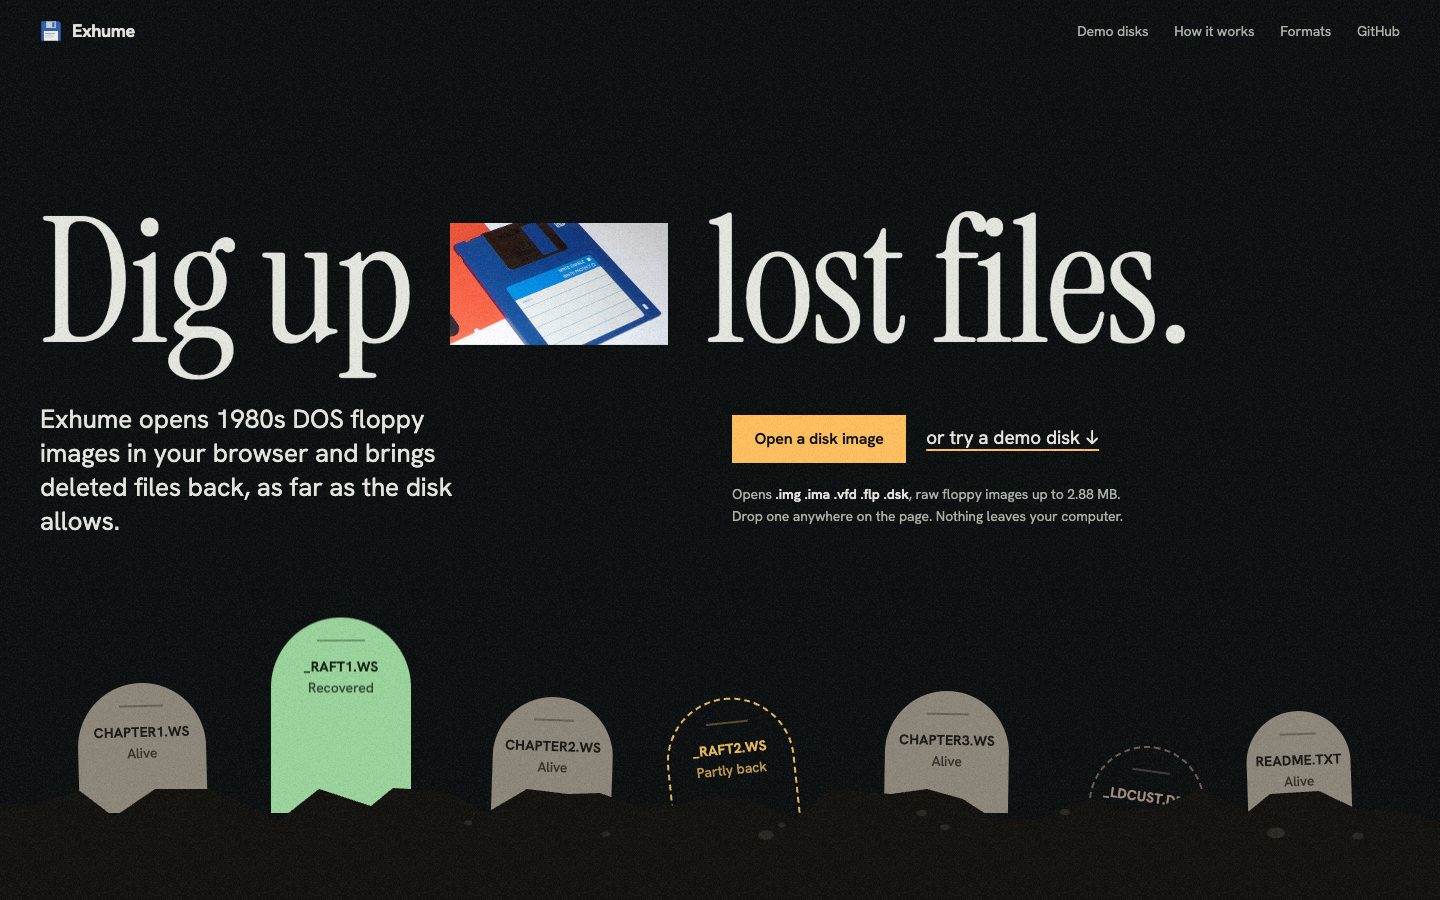 Exhume
Demo disks
How it works
Formats
GitHub
Dig up lost files.
Exhume opens 1980s DOS floppy
images in your browser and brings
deleted files back, as far as the disk
allows.
Open a disk image
or try a demo disk ↓
Opens .img .ima .vfd .flp .dsk, raw floppy images up to 2.88 MB.
Drop one anywhere on the page. Nothing leaves your computer.
CHAPTER1.WS
Alive
_RAFT1.WS
Recovered
CHAPTER2.WS
Alive
_RAFT2.WS
Partly back
CHAPTER3.WS
Alive
README.TXT
Alive